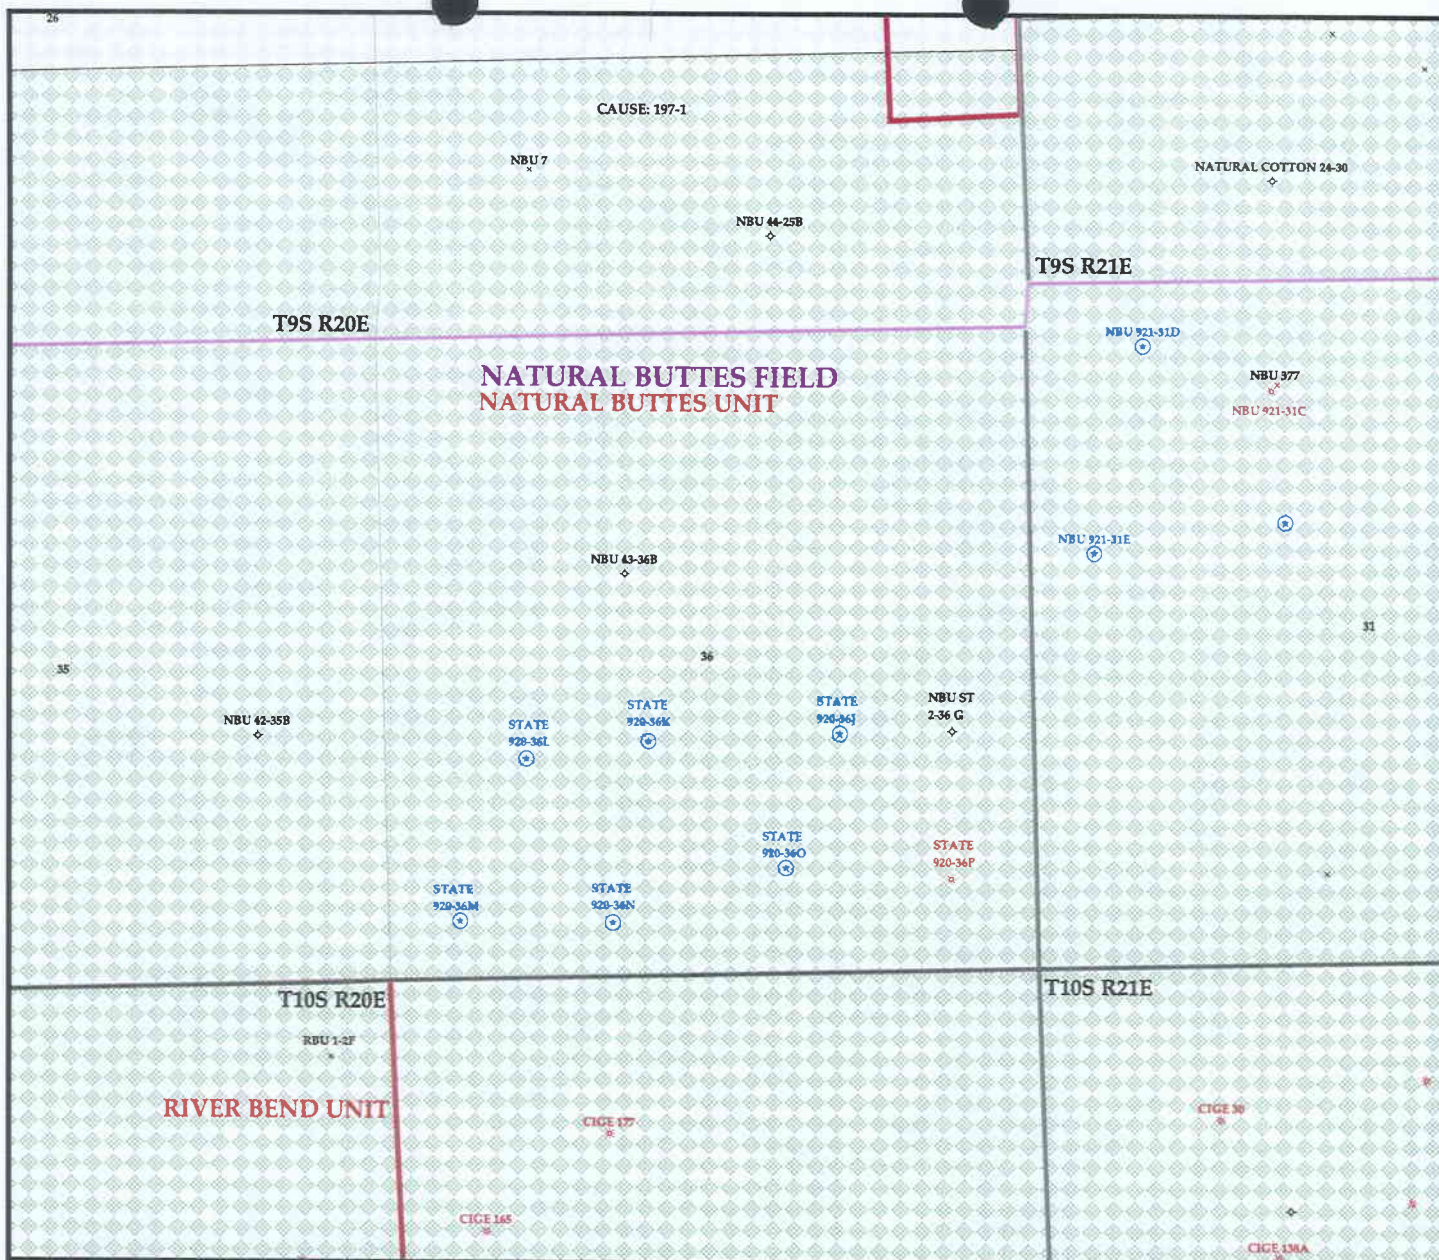 26
CAUSE: 197-1
NBU 7
NATURAL COTTON 24-30
NBU 44-25B
T9S R21E
T9S R20E
NBU 921-31D
NATURAL BUTTES FIELD
NATURAL BUTTES UNIT
NBU 377
NBU 921-31C
NBU 921-31E
NBU 43-36B
31
36
35
NBU ST
2-36 G
STATE
920-36J
STATE
920-36K
NBU 42-35B
STATE
920-36L
STATE
920-36O
STATE
920-36P
STATE
920-36M
STATE
920-36N
T10S R20E
T10S R21E
RBU 1-2F
RIVER BEND UNIT
CIGE 30
CIGE 177
CIGE 165
CIGE 138A